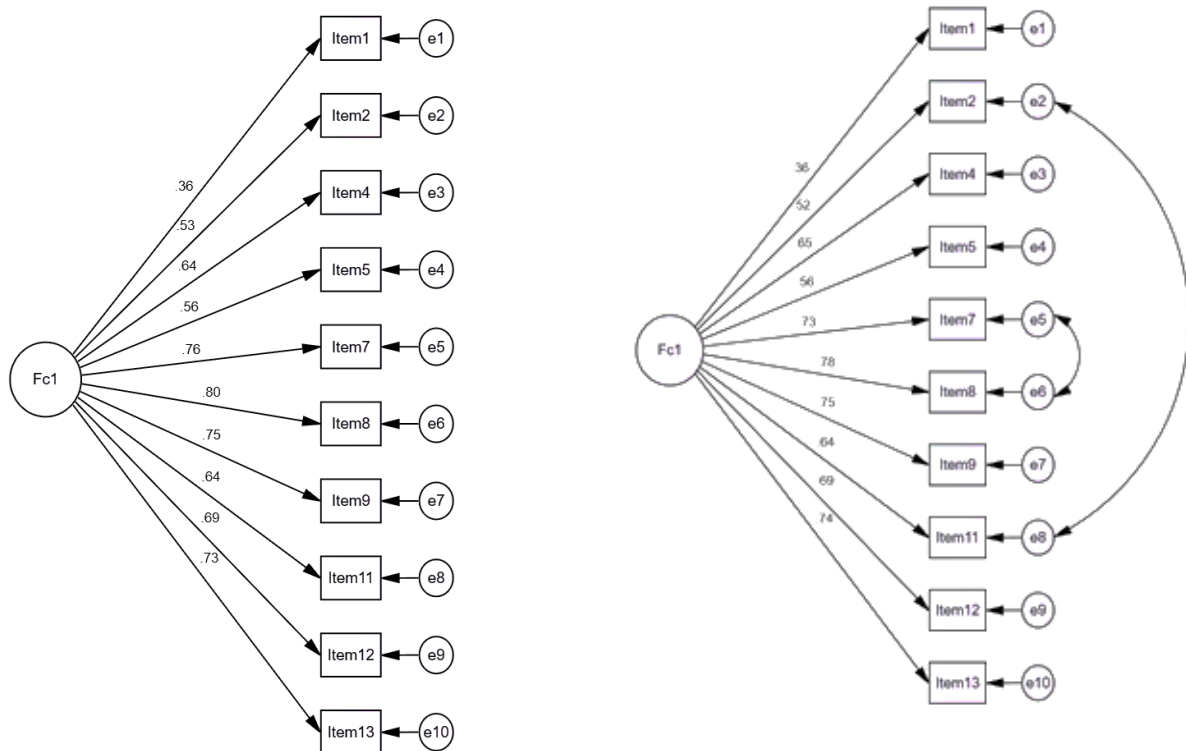 Item1
e1
Item2
e2
Item4
e3
Item5
e4
Item7
e5
Item8
e6
Item9
e7
Item11
e8
Item12
e9
Item13
e10
Fc1
.36
.53
.64
.56
.76
.80
.75
.64
.69
.73
Item1
e1
Item2
e2
Item4
e3
Item5
e4
Item7
e5
Item8
e6
Item9
e7
Item11
e8
Item12
e9
Item13
e10
Fc1
36
52
65
56
73
78
75
.64
69
74